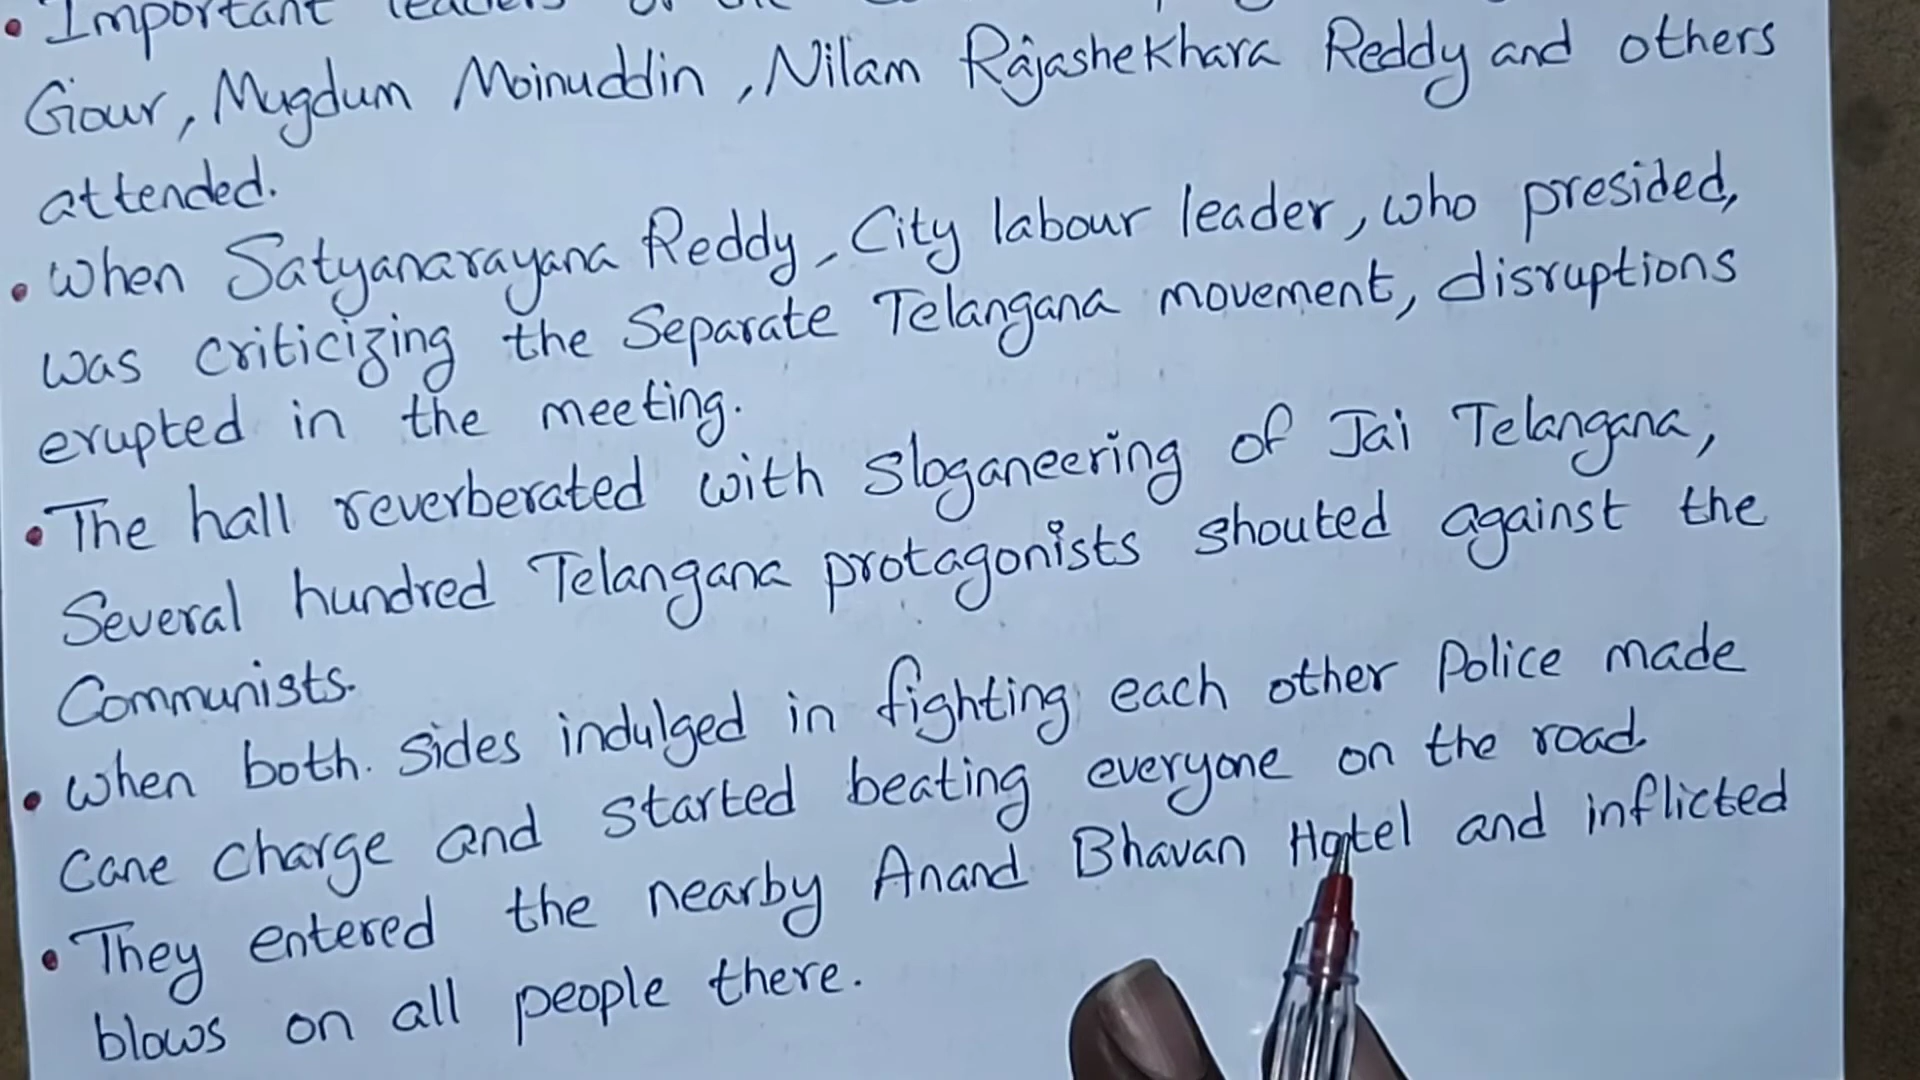 • Important leaders of the
Gour, Mugdum Moinuddin, Nilam Rajashekhara Reddy and others
attended.
• When Satyanarayana Reddy, City labour leader, who presided,
was criticizing the Separate Telangana movement, disruptions
erupted in the meeting.
• The hall reverberated with sloganeering of Jai Telangana,
Several hundred Telangana protagonists shouted against the
Communists.
• When both sides indulged in fighting each other Police made
Cane Charge and started beating everyone on the road.
• They entered the nearby Anand Bhavan Hotel and inflicted
blows on all people there.